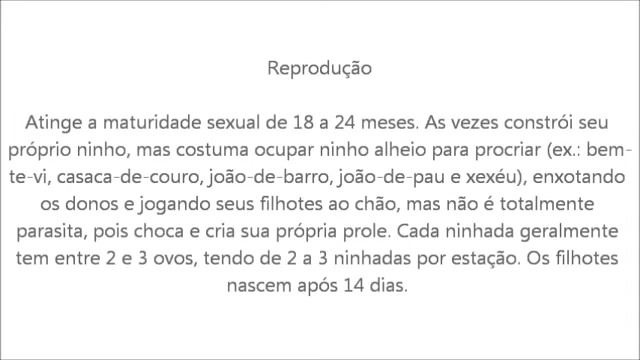 Reprodução
Atinge a maturidade sexual de 18 a 24 meses. As vezes constrói seu
próprio ninho, mas costuma ocupar ninho alheio para procriar (ex.: bem-
te-vi, casaca-de-couro, joão-de-barro, joão-de-pau e xexéu), enxotando
os donos e jogando seus filhotes ao chão, mas não é totalmente
parasita, pois choca e cria sua própria prole. Cada ninhada geralmente
tem entre 2 e 3 ovos, tendo de 2 a 3 ninhadas por estação. Os filhotes
nascem após 14 dias.